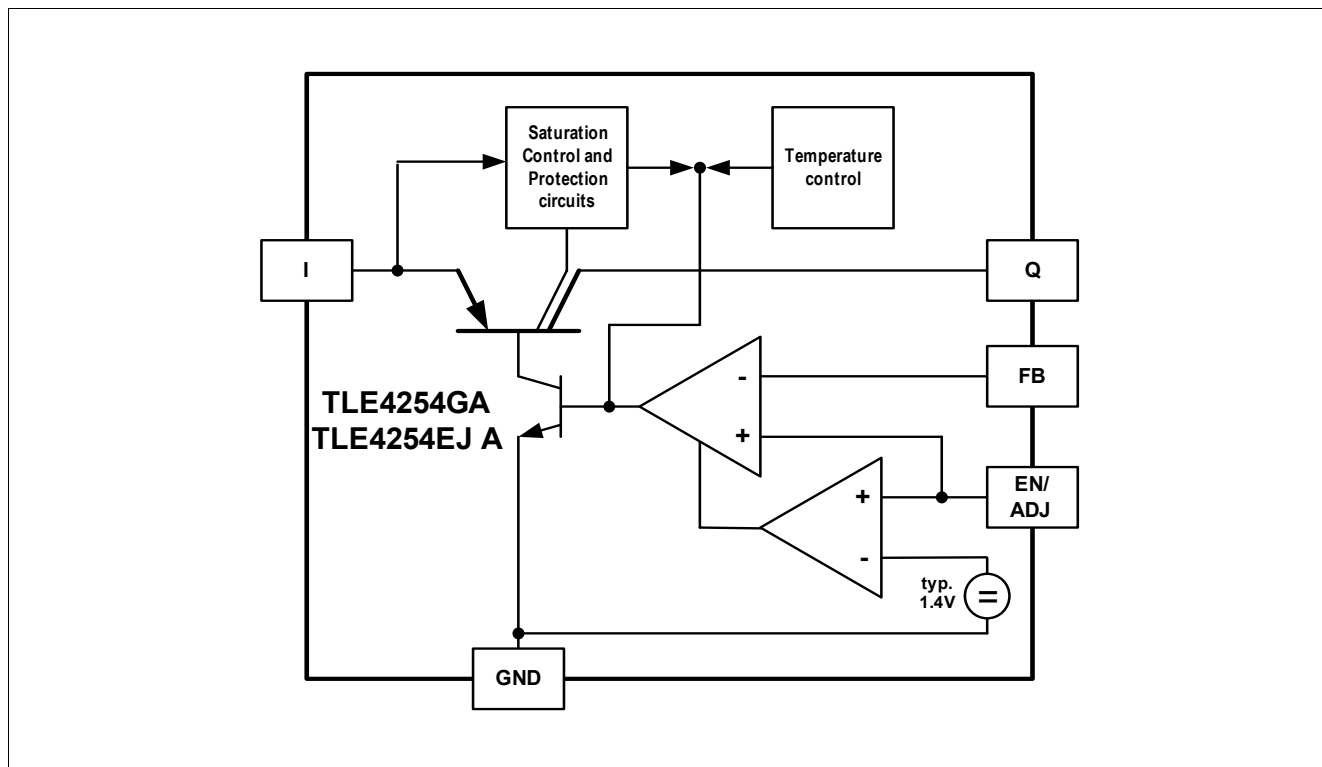 Saturation
Control and
Protection
circuits
Temperature
control
I
Q
FB
-
+
TLE4254GA
TLE4254EJ A
EN/
ADJ
+
-
typ.
1.4V
=
GND